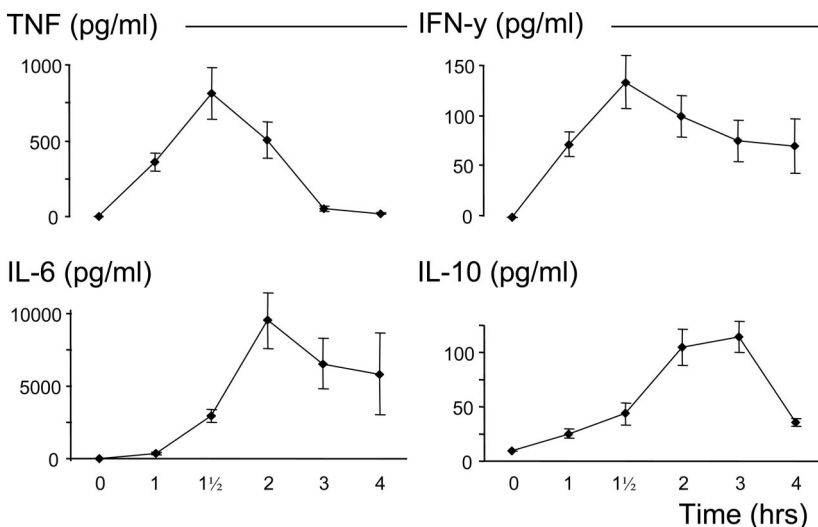 TNF (pg/ml)
1000
500
0
IFN-y (pg/ml)
150
100
50
0
IL-6 (pg/ml)
10000
5000
0
0 1 1½ 2 3 4
IL-10 (pg/ml)
100
50
0
0 1 1½ 2 3 4
Time (hrs)